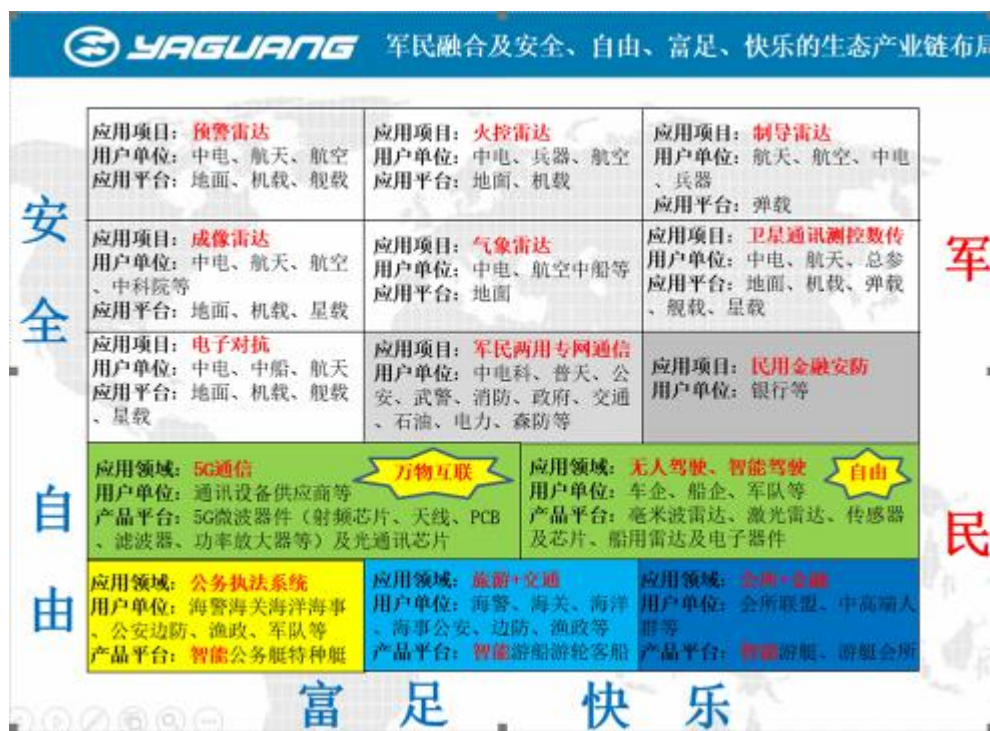 YAGUANG 军民融合及安全、自由、富足、快乐的生态产业链布局
应用项目：预警雷达
用户单位：中电、航天、航空
应用平台：地面、机载、舰载
应用项目：火控雷达
用户单位：中电、兵器、航空
应用平台：地面、机载
应用项目：制导雷达
用户单位：航天、航空、中电
、兵器
应用平台：弹载
安
全
应用项目：成像雷达
用户单位：中电、航天、航空
、中科院等
应用平台：地面、机载、星载
应用项目：气象雷达
用户单位：中电、航空中船等
应用平台：地面
应用项目：卫星通讯测控数传
用户单位：中电、航天、总参
应用平台：地面、机载、弹载
、舰载、星载
军
应用项目：电子对抗
用户单位：中电、中船、航天
应用平台：地面、机载、舰载
、星载
应用项目：军民两用专网通信
用户单位：中电科、普天、公
安、武警、消防、政府、交通
、石油、电力、森防等
应用项目：民用金融安防
用户单位：银行等
自
由
应用领域：5G通信
万物互联
用户单位：通讯设备供应商等
产品平台：5G微波器件（射频芯片、天线、PCB
、滤波器、功率放大器等）及光通讯芯片
应用领域：无人驾驶、智能驾驶
自由
用户单位：车企、船企、军队等
产品平台：毫米波雷达、激光雷达、传感器
及芯片、船用雷达及电子器件
民
应用领域：公务执法系统
用户单位：海警海关海洋海事
、公安边防、渔政、军队等
产品平台：智能公务艇特种艇
应用领域：旅游+交通
用户单位：海警、海关、海洋
、海事公安、边防、渔政等
产品平台：智能游船游轮客船
应用领域：会所+金融
用户单位：会所联盟、中高端人
群等
产品平台：智能游艇、游艇会所
富 足 快 乐